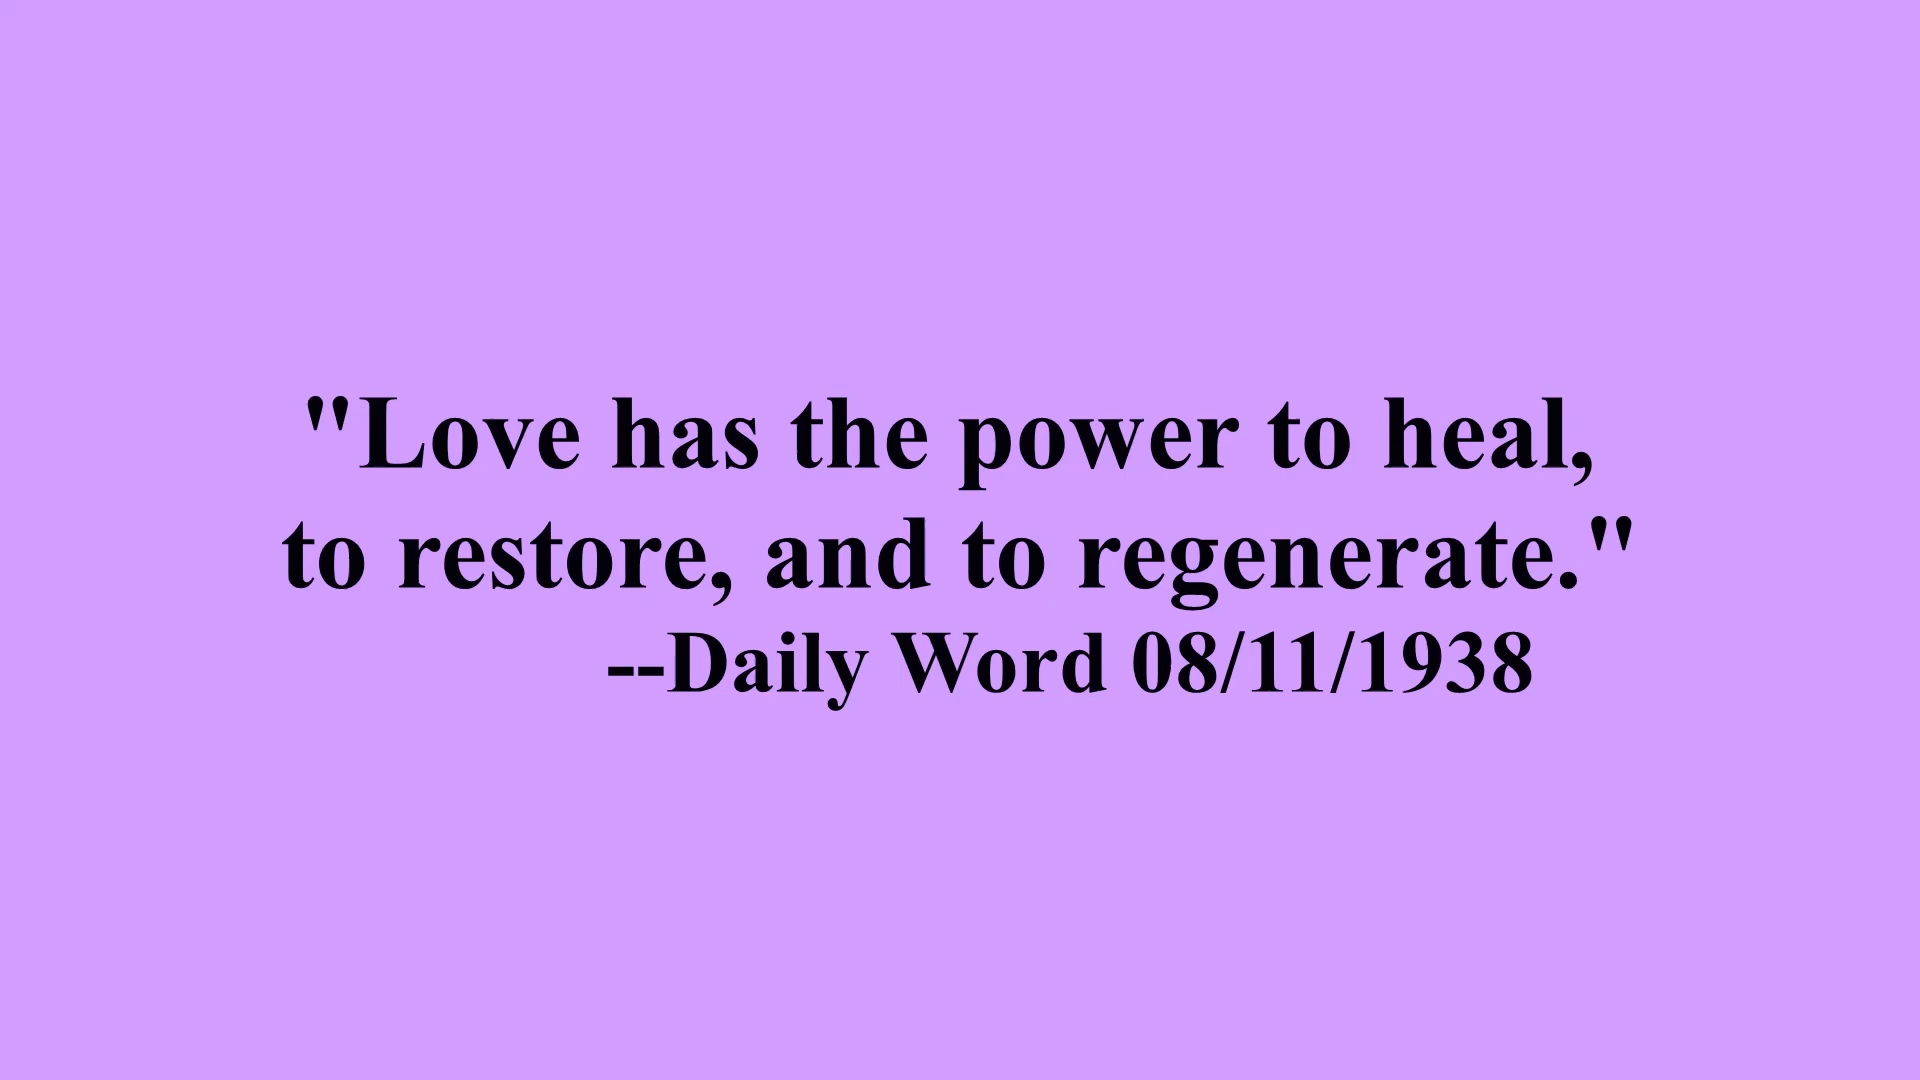 "Love has the power to heal,
to restore, and to regenerate."
--Daily Word 08/11/1938